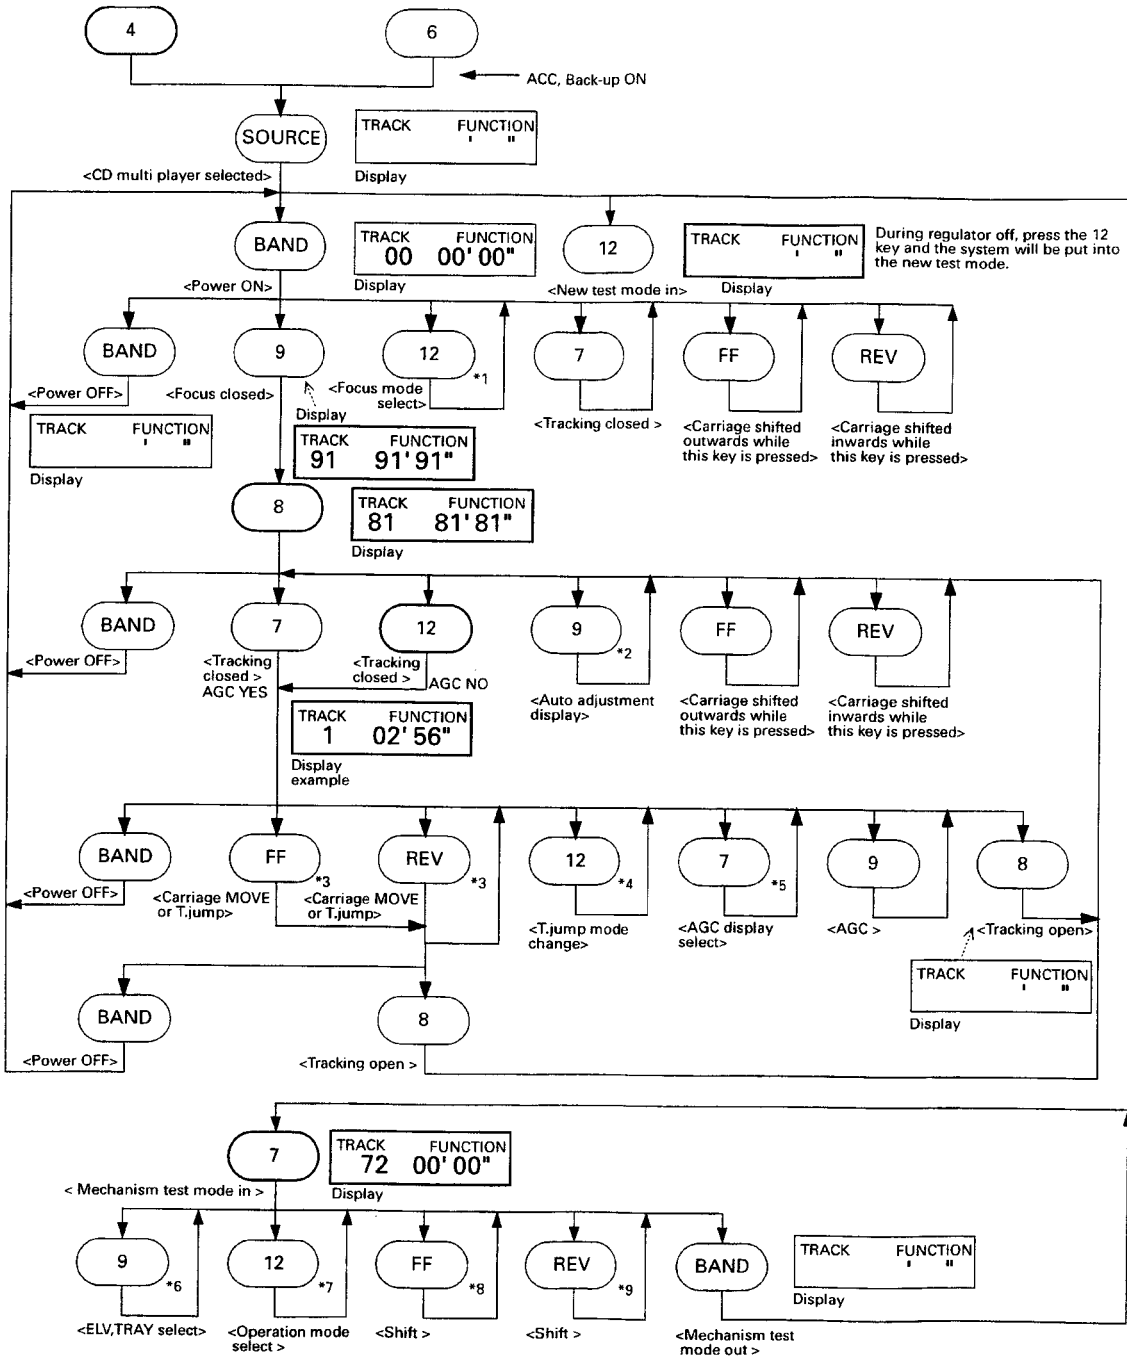 4
6
ACC, Back-up ON
SOURCE
TRACK FUNCTION
' "
Display
<CD multi player selected>
BAND
TRACK FUNCTION
00 00' 00"
Display
12
TRACK FUNCTION
' "
Display
During regulator off, press the 12
key and the system will be put into
the new test mode.
<Power ON>
<New test mode in>
BAND
9
12
*1
7
FF
REV
<Power OFF>
<Focus closed>
<Focus mode
select>
<Tracking closed >
<Carriage shifted
outwards while
this key is pressed>
<Carriage shifted
inwards while
this key is pressed>
Display
TRACK FUNCTION
' "
Display
TRACK FUNCTION
91 91' 91"
8
TRACK FUNCTION
81 81' 81"
Display
BAND
7
12
9
*2
FF
REV
<Power OFF>
<Tracking
closed >
AGC YES
<Tracking
closed >
AGC NO
<Auto adjustment
display>
<Carriage shifted
outwards while
this key is pressed>
<Carriage shifted
inwards while
this key is pressed>
TRACK FUNCTION
1 02' 56"
Display
example
BAND
FF
*3
REV
*3
12
*4
7
*5
9
8
<Power OFF>
<Carriage MOVE
or T.jump>
<Carriage MOVE
or T.jump>
<T.jump mode
change>
<AGC display
select>
<AGC >
<Tracking open>
TRACK FUNCTION
' "
Display
BAND
8
<Power OFF>
<Tracking open >
7
TRACK FUNCTION
72 00' 00"
Display
< Mechanism test mode in >
9
*6
12
*7
FF
*8
REV
*9
BAND
TRACK FUNCTION
' "
Display
<ELV,TRAY select>
<Operation mode
select >
<Shift >
<Shift >
<Mechanism test
mode out >